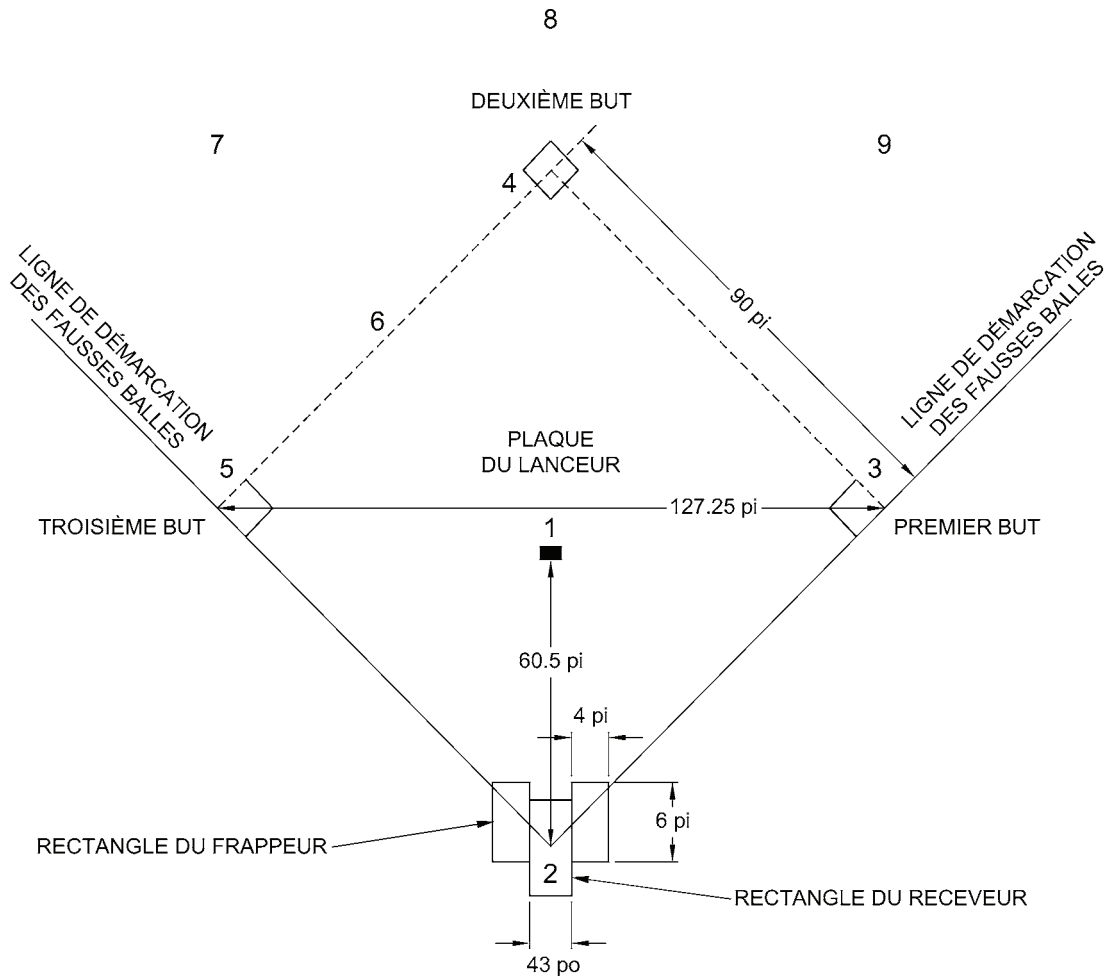 8
DEUXIÈME BUT
7
9
4
LIGNE DE DÉMARCATION
DES FAUSSES BALLES
90 pi
LIGNE DE DÉMARCATION
DES FAUSSES BALLES
6
PLAQUE
DU LANCEUR
5
3
127.25 pi
TROISIÈME BUT
1
PREMIER BUT
60.5 pi
4 pi
6 pi
RECTANGLE DU FRAPPEUR
2
RECTANGLE DU RECEVEUR
43 po